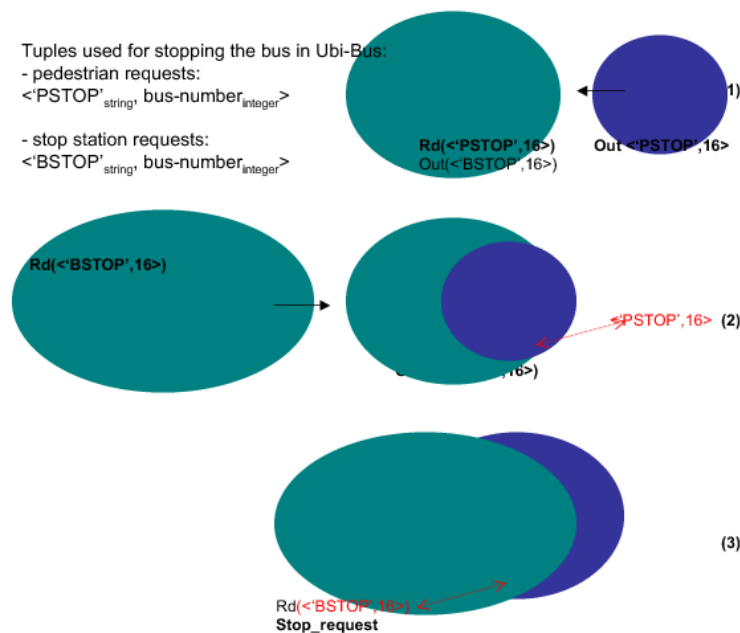 Tuples used for stopping the bus in Ubi-Bus:
- pedestrian requests:
<‘PSTOP’string, bus-numberinteger>
1)
Rd(<‘PSTOP’,16>)
Out <‘PSTOP’,16>
- stop station requests:
Out(<‘BSTOP’,16>)
<‘BSTOP’string, bus-numberinteger>
Rd(<‘BSTOP’,16>)
<‘PSTOP’,16>
(2)
,16>)
(3)
Rd(<‘BSTOP’,16>)
Stop_request